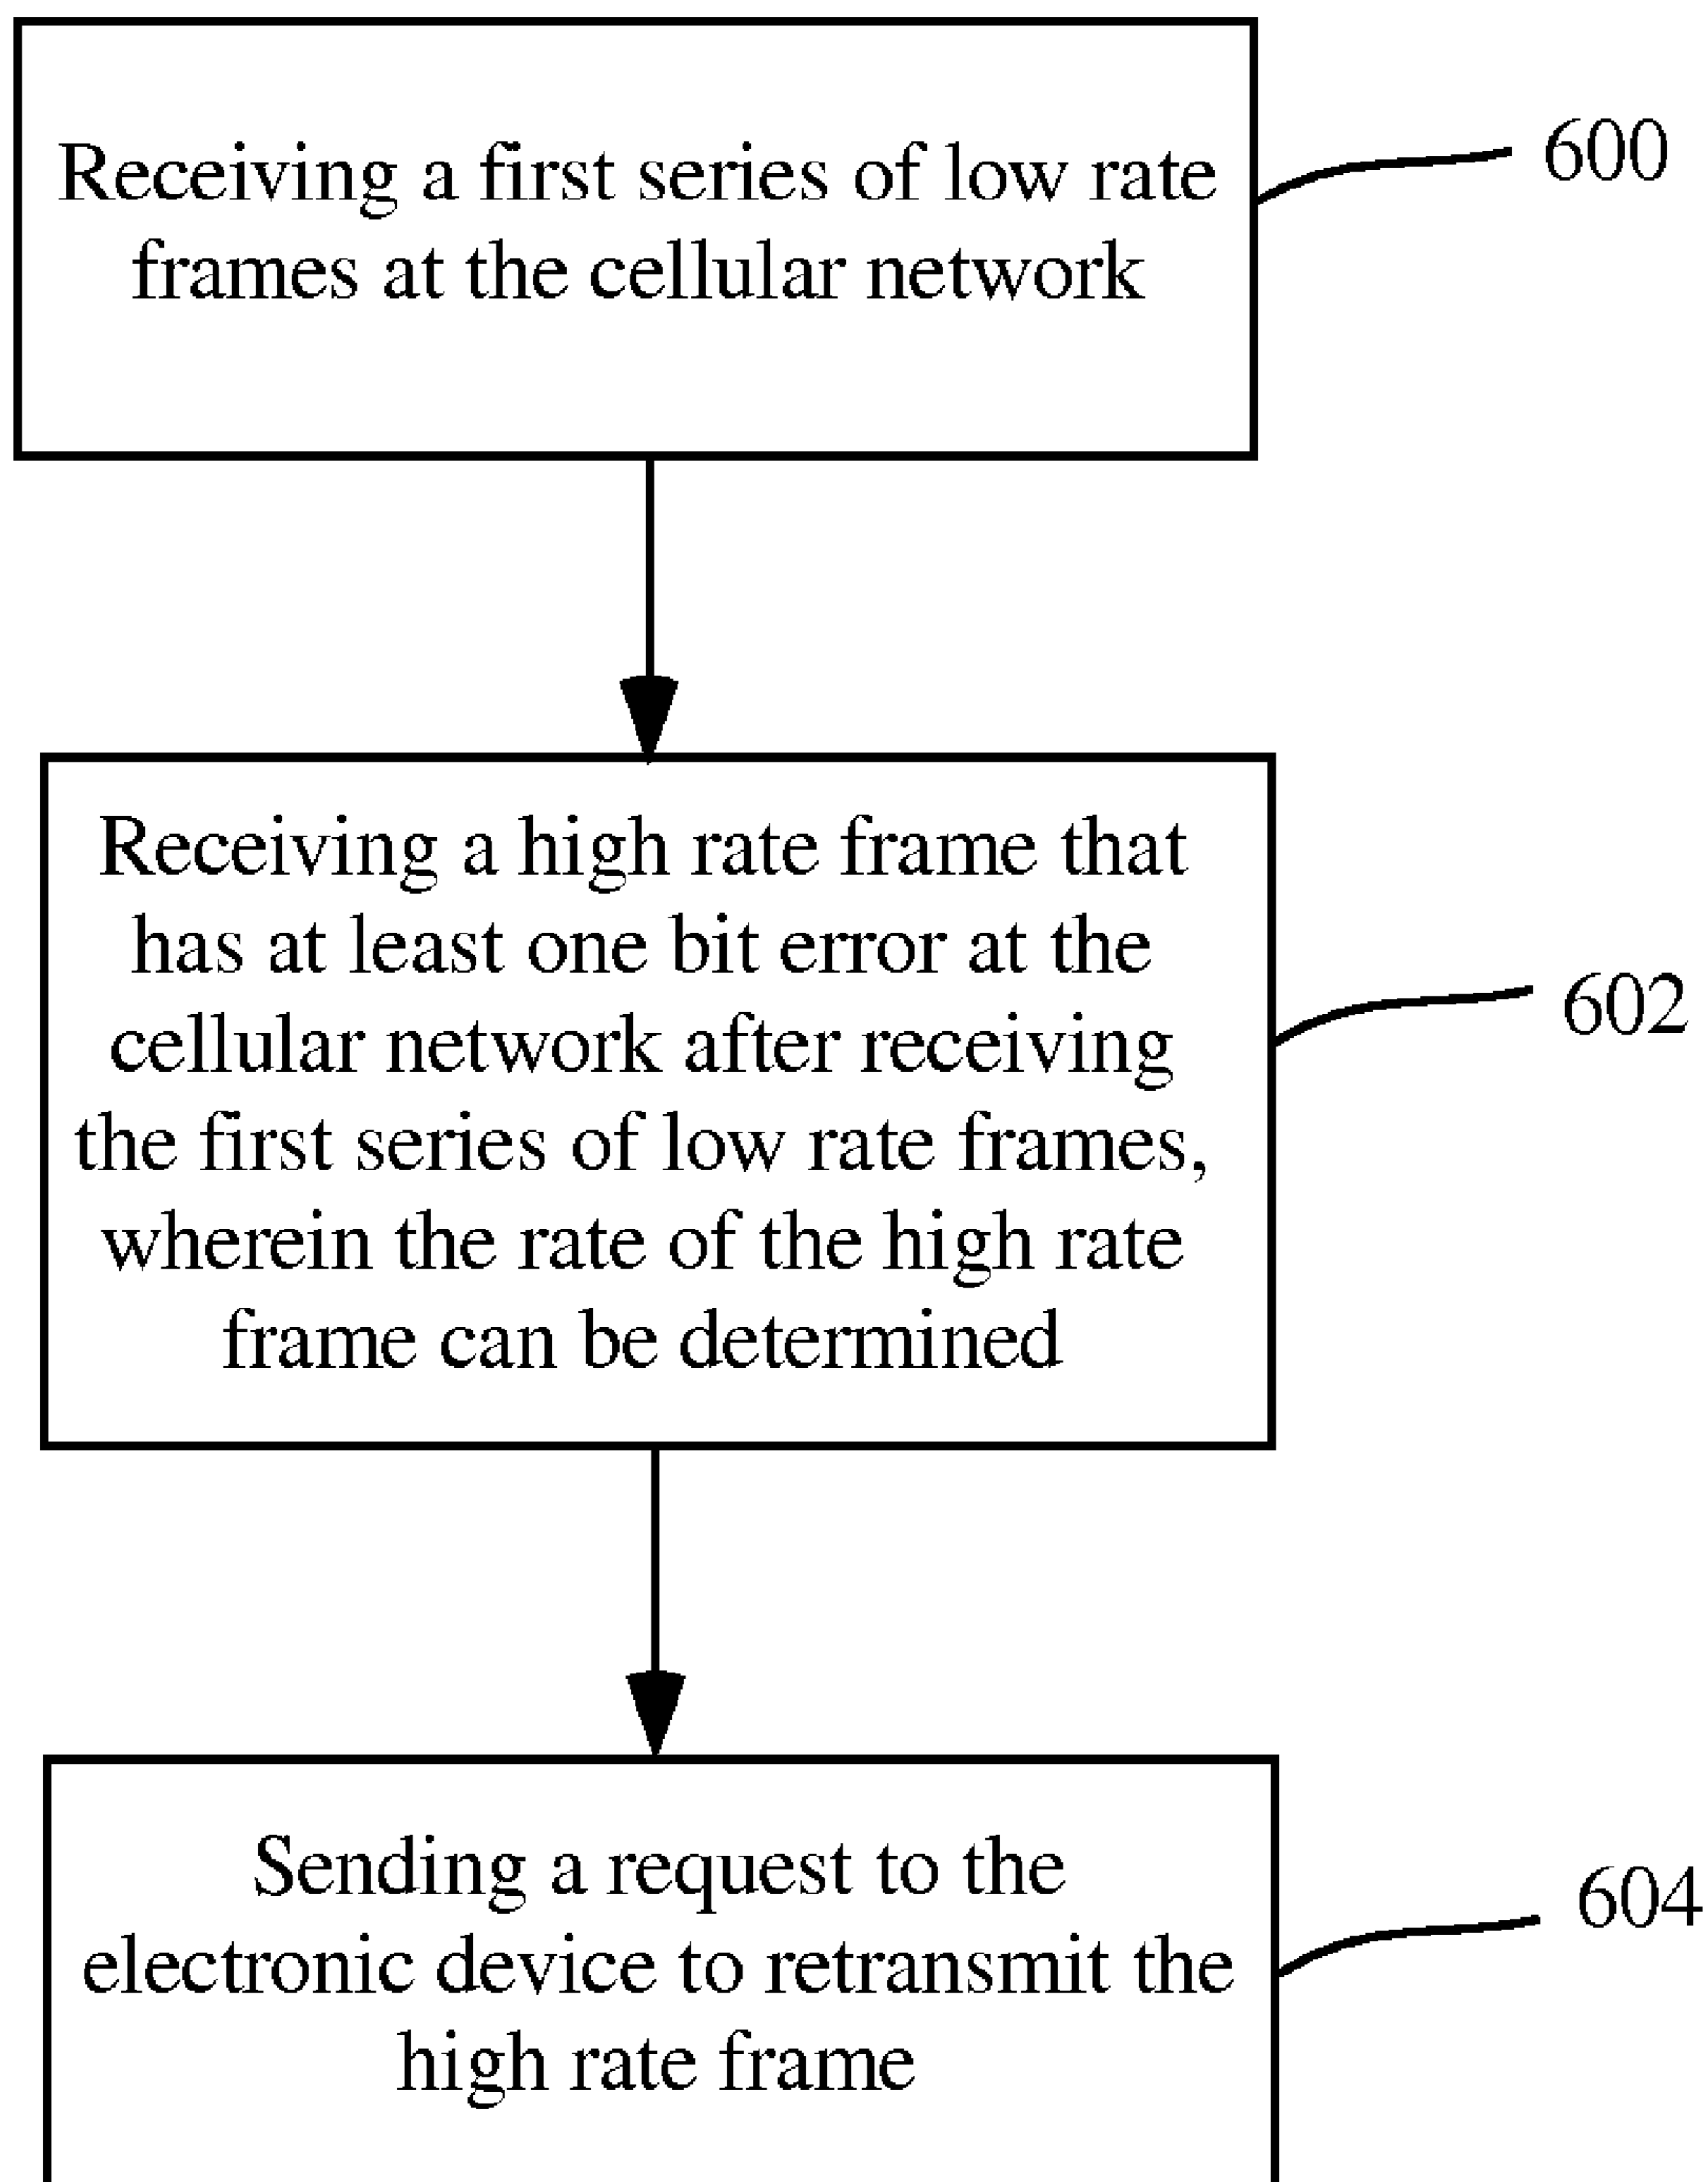 Receiving a first series of low rate
frames at the cellular network
600
Receiving a high rate frame that
has at least one bit error at the
cellular network after receiving
the first series of low rate frames,
wherein the rate of the high rate
frame can be determined
602
Sending a request to the
electronic device to retransmit the
high rate frame
604